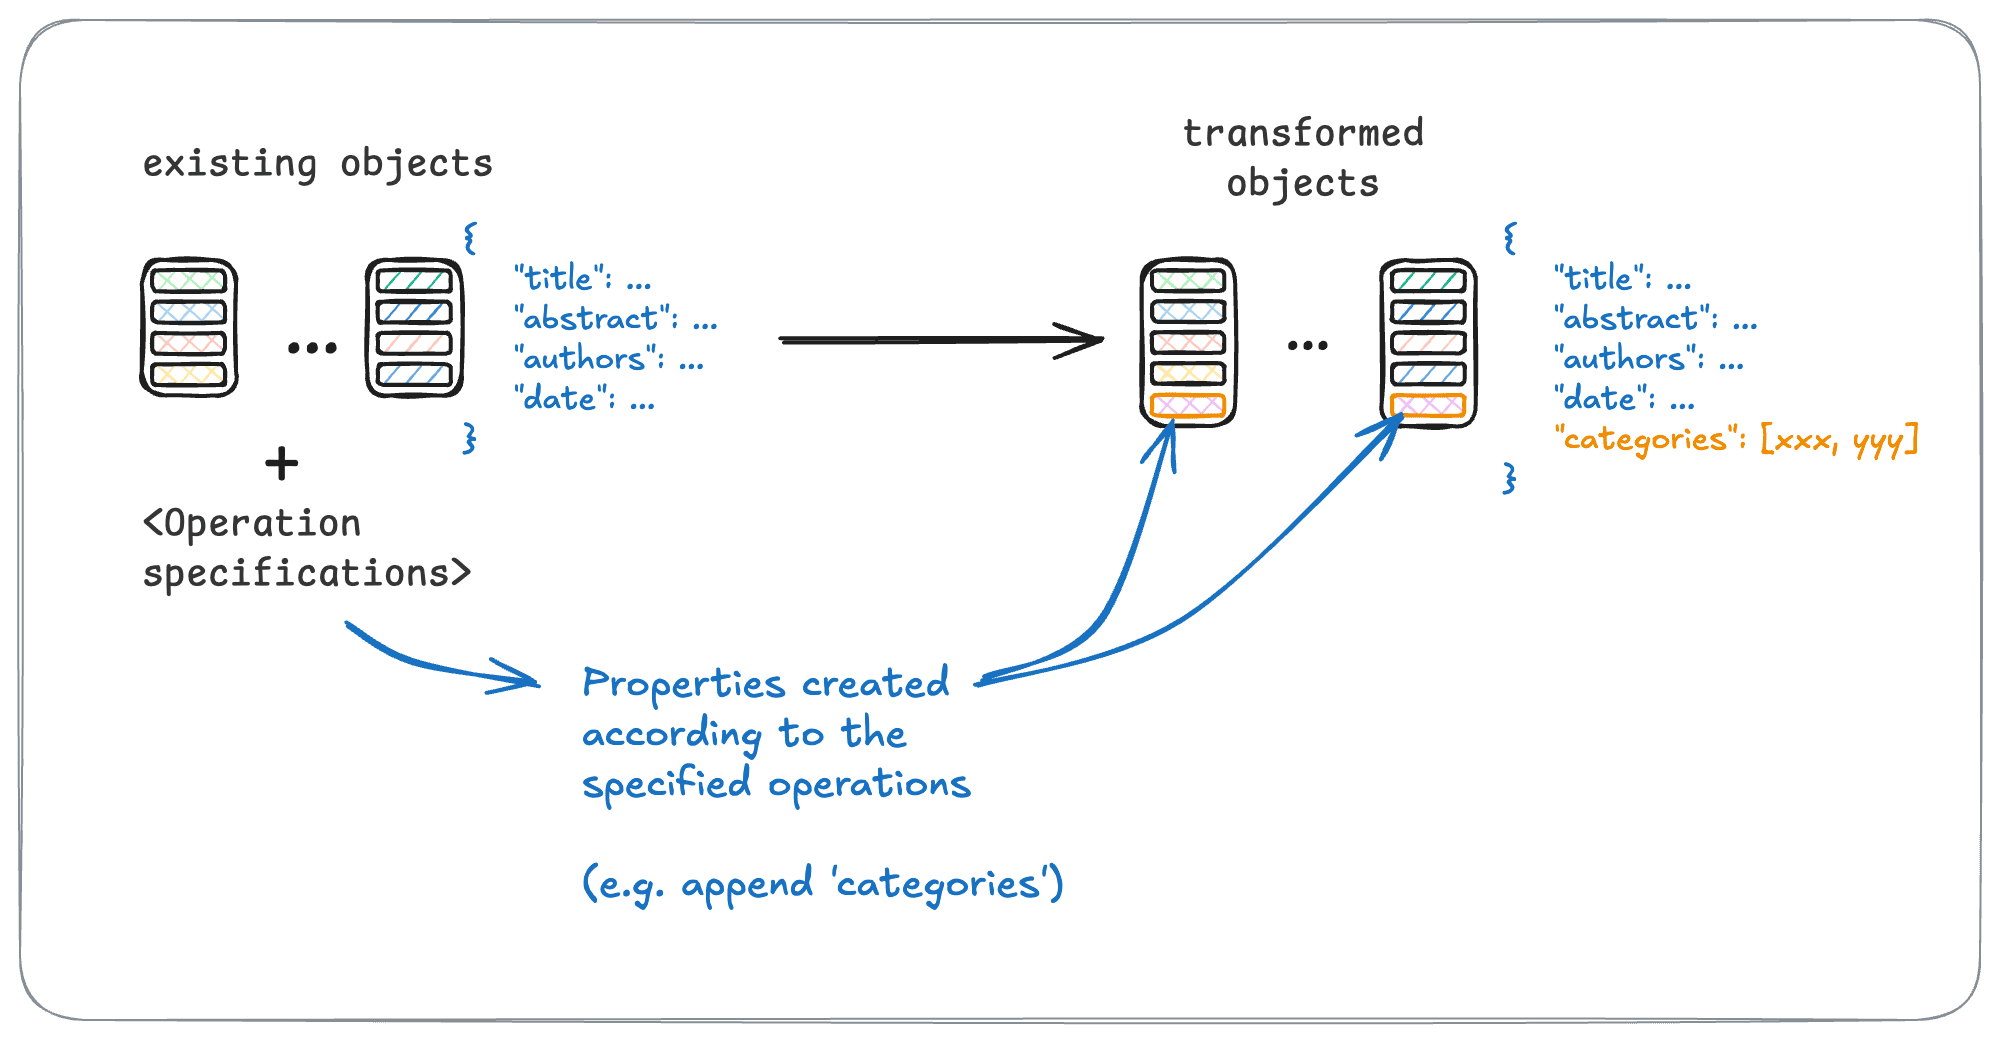 existing objects
{
"title": ...
"abstract": ...
"authors": ...
"date": ...
}
...
+
<Operation
specifications>
Properties created
according to the
specified operations
(e.g. append 'categories')
transformed
objects
...
{
"title": ...
"abstract": ...
"authors": ...
"date": ...
"categories": [xxx, yyy]
}